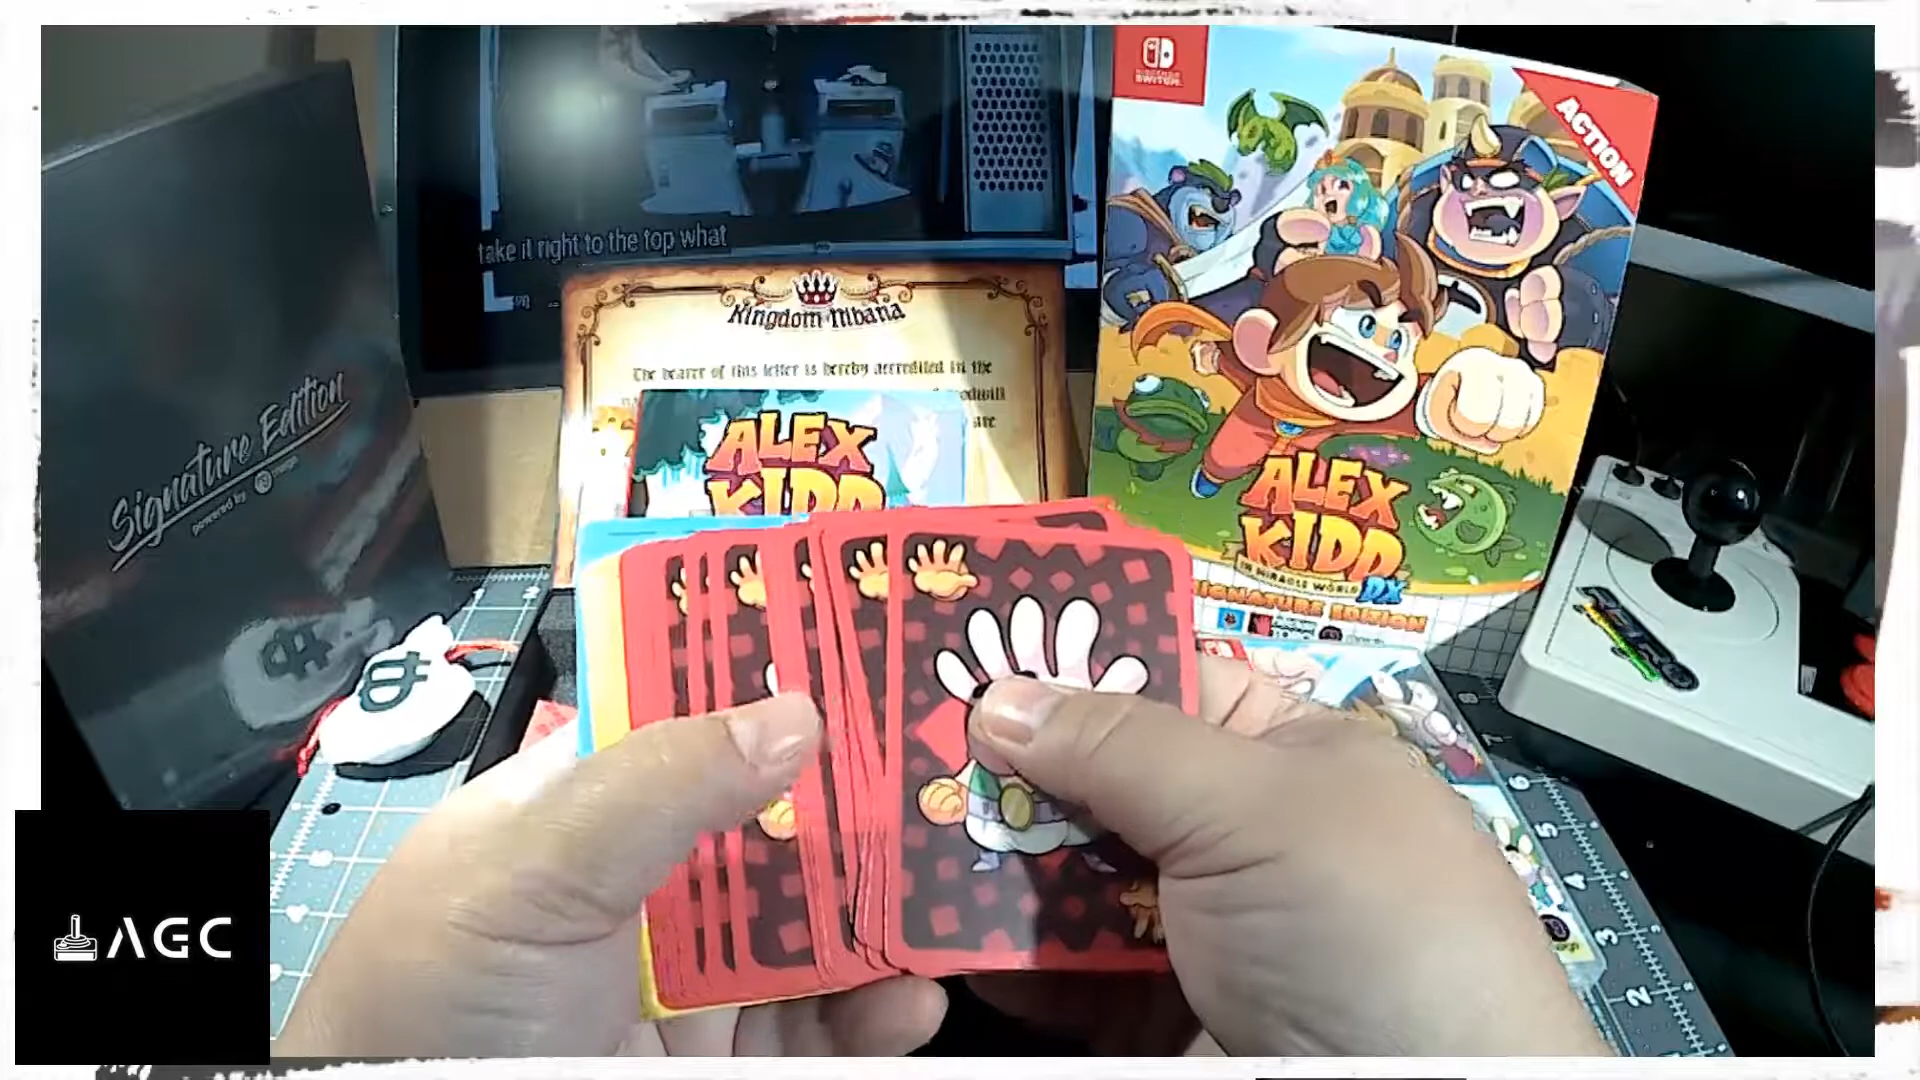 NINTENDO
SWITCH
ACTION
take it right to the top what
Kingdom Nibana
The bearer of this letter is hereby accredited in the
are
ALEX
KIDD
Signature Edition
powered by
ALEX
KIDD
IN MIRACLE WORLD DX
SIGNATURE EDITION
AGC